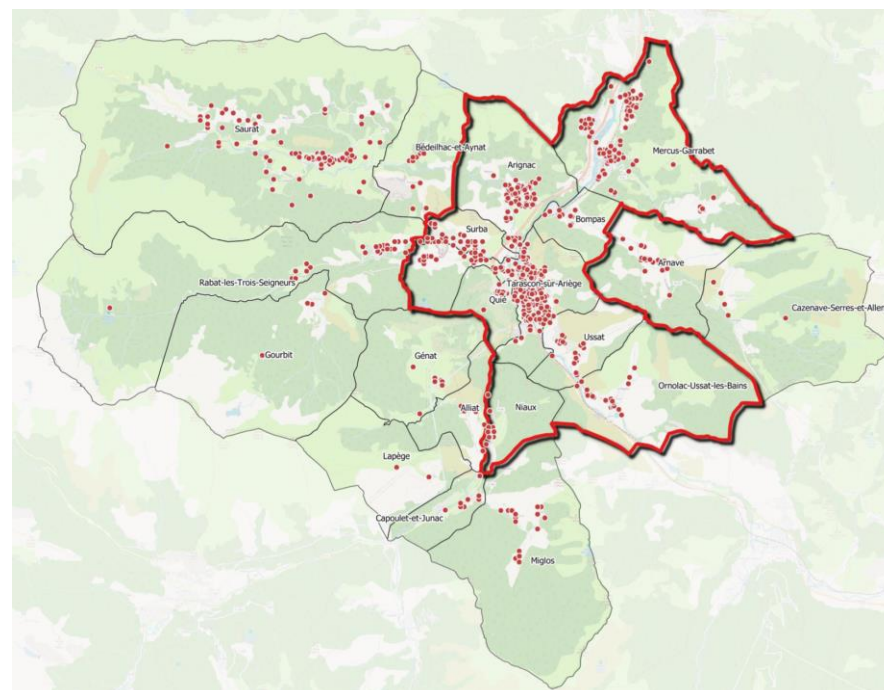 Saurat
Bédeilhac-et-Aynat
Arignac
Mercus-Garrabet
Bompas
Surba
Arnave
Rabat-les-Trois-Seigneurs
Tarascon-sur-Ariège
Quié
Cazenave-Serres-et-Allen
Ussat
Gourbit
Génat
Ornolac-Ussat-les-Bains
Alliat
Niaux
Lapège
Capoulet-et-Junac
Miglos